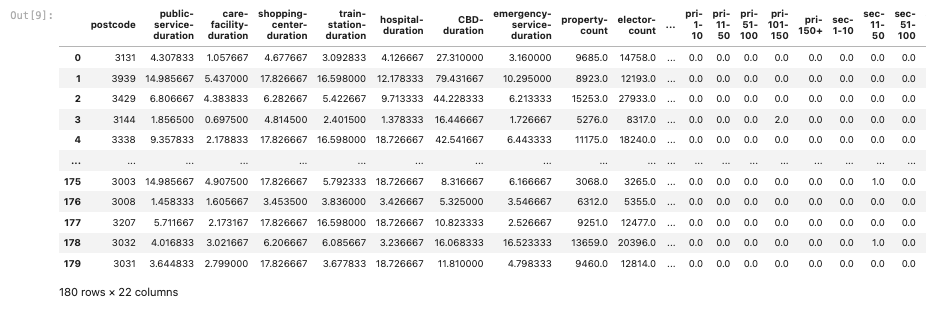 Out[9]:
postcode public-service-duration care-facility-duration shopping-center-duration train-station-duration hospital-duration CBD-duration emergency-service-duration property-count elector-count ... pri-1-10 pri-11-50 pri-51-100 pri-101-150 pri-150+ sec-1-10 sec-11-50 sec-51-100
0 3131 4.307833 1.057667 4.677667 3.092833 4.126667 27.310000 3.160000 9685.0 14758.0 ... 0.0 0.0 0.0 0.0 0.0 0.0 0.0 0.0
1 3939 14.985667 5.437000 17.826667 16.598000 12.178333 79.431667 10.295000 8923.0 12193.0 ... 0.0 0.0 0.0 0.0 0.0 0.0 0.0 0.0
2 3429 6.806667 4.383833 6.282667 5.422667 9.713333 44.228333 6.213333 15253.0 27933.0 ... 0.0 0.0 0.0 0.0 0.0 0.0 0.0 0.0
3 3144 1.856500 0.697500 4.814500 2.401500 1.378333 16.446667 1.726667 5276.0 8317.0 ... 0.0 0.0 0.0 2.0 0.0 0.0 0.0 0.0
4 3338 9.357833 2.178833 17.826667 16.598000 18.726667 42.541667 6.443333 11175.0 18240.0 ... 0.0 0.0 0.0 0.0 0.0 0.0 0.0 0.0
... ... ... ... ... ... ... ... ... ... ... ... ... ... ... ... ... ... ... ...
175 3003 14.985667 4.907500 17.826667 5.792333 18.726667 8.316667 6.166667 3068.0 3265.0 ... 0.0 0.0 0.0 0.0 0.0 0.0 1.0 0.0
176 3008 1.458333 1.605667 3.453500 3.836000 3.426667 5.325000 3.546667 6312.0 5355.0 ... 0.0 0.0 0.0 0.0 0.0 0.0 0.0 0.0
177 3207 5.711667 2.173167 17.826667 16.598000 18.726667 10.823333 2.526667 9251.0 12477.0 ... 0.0 0.0 0.0 0.0 0.0 0.0 0.0 0.0
178 3032 4.016833 3.021667 6.206667 6.085667 3.236667 16.068333 16.523333 13659.0 20396.0 ... 0.0 0.0 0.0 0.0 0.0 0.0 1.0 0.0
179 3031 3.644833 2.799000 17.826667 3.677833 18.726667 11.810000 4.798333 9460.0 12814.0 ... 0.0 0.0 0.0 0.0 0.0 0.0 0.0 0.0
180 rows × 22 columns